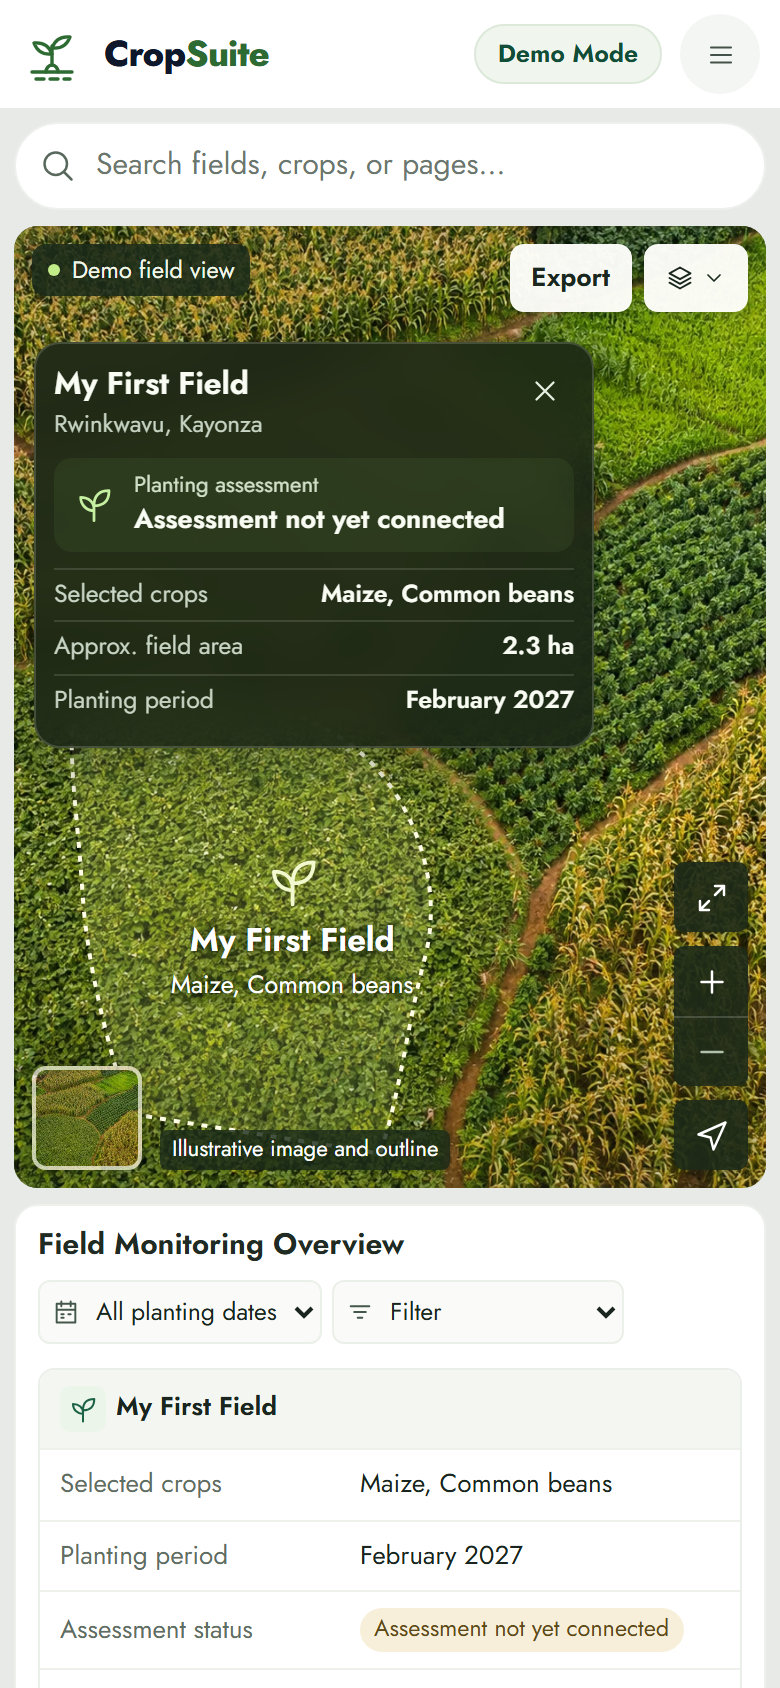 CropSuite
Demo Mode
Search fields, crops, or pages...
Demo field view
Export
My First Field
Rwinkwavu, Kayonza
Planting assessment
Assessment not yet connected
Selected crops Maize, Common beans
Approx. field area 2.3 ha
Planting period February 2027
My First Field
Maize, Common beans
Illustrative image and outline
Field Monitoring Overview
All planting dates Filter
My First Field
Selected crops Maize, Common beans
Planting period February 2027
Assessment status Assessment not yet connected